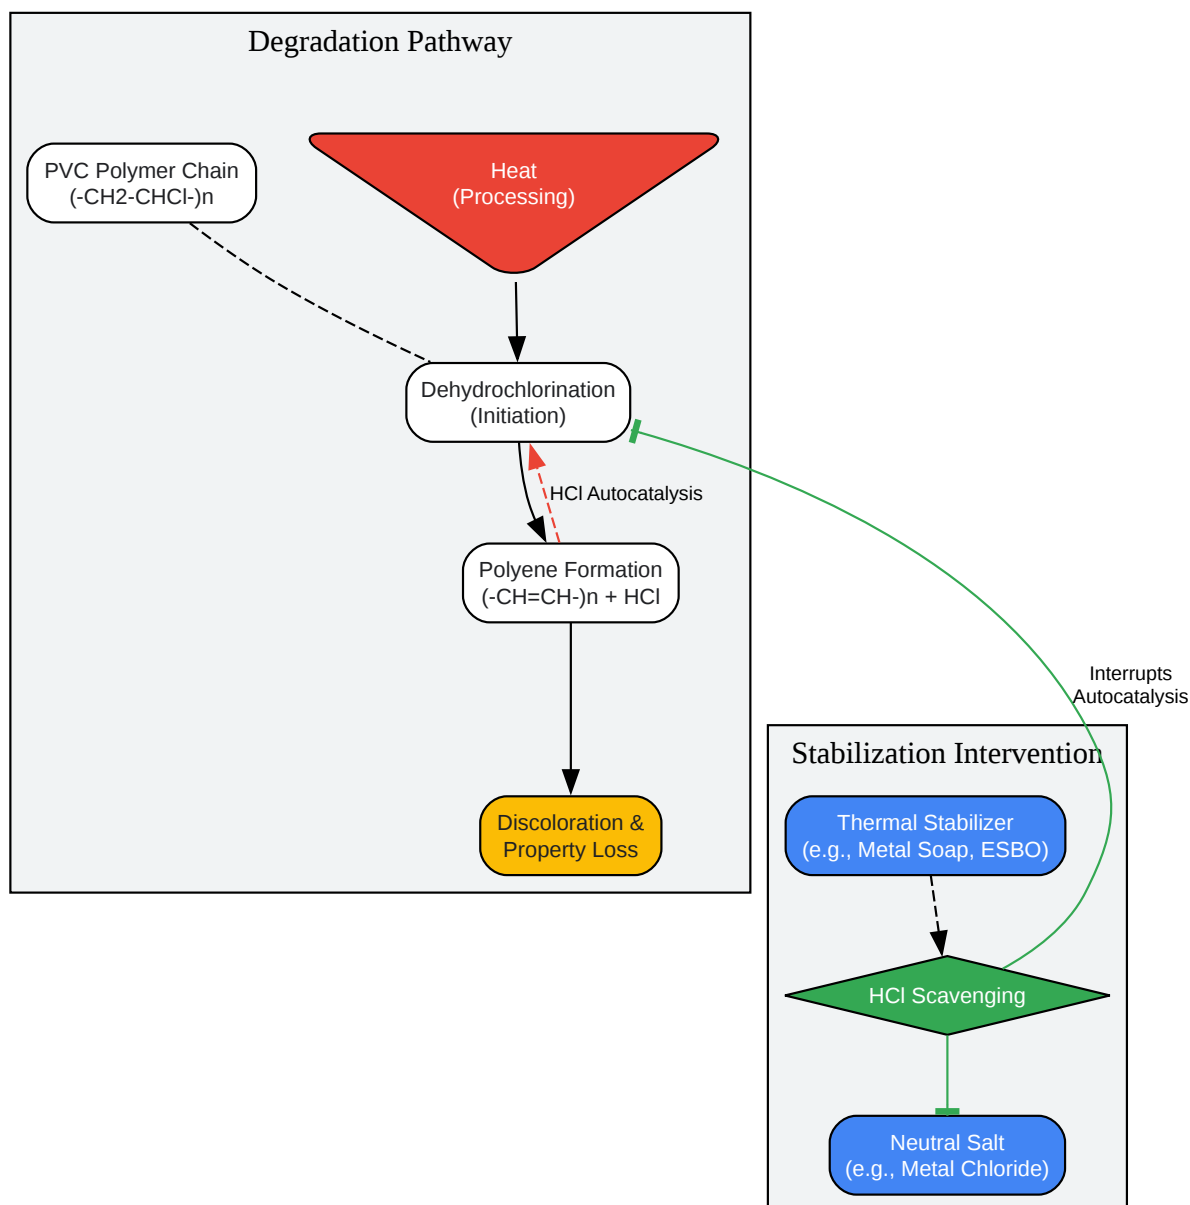 Degradation Pathway
PVC Polymer Chain
(-CH2-CHCl-)n
Heat
(Processing)
Dehydrochlorination
(Initiation)
HCl Autocatalysis
Polyene Formation
(-CH=CH-)n + HCl
Discoloration &
Property Loss
Interrupts
Autocatalysis
Stabilization Intervention
Thermal Stabilizer
(e.g., Metal Soap, ESBO)
HCl Scavenging
Neutral Salt
(e.g., Metal Chloride)